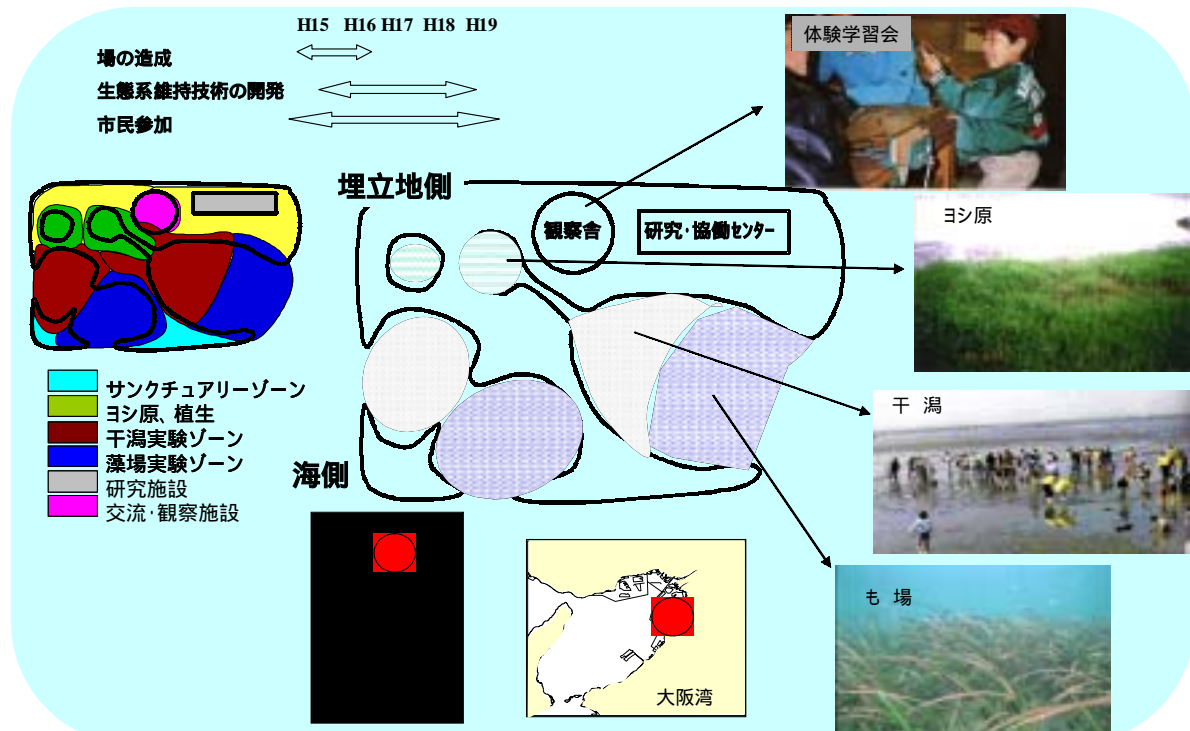 H15 H16 H17 H18 H19
場の造成
生態系維持技術の開発
市民参加
体験学習会
埋立地側
観察舎
研究・協働センター
ヨシ原
干 潟
も 場
海側
サンクチュアリーゾーン
ヨシ原、植生
干潟実験ゾーン
藻場実験ゾーン
研究施設
交流・観察施設
大阪湾